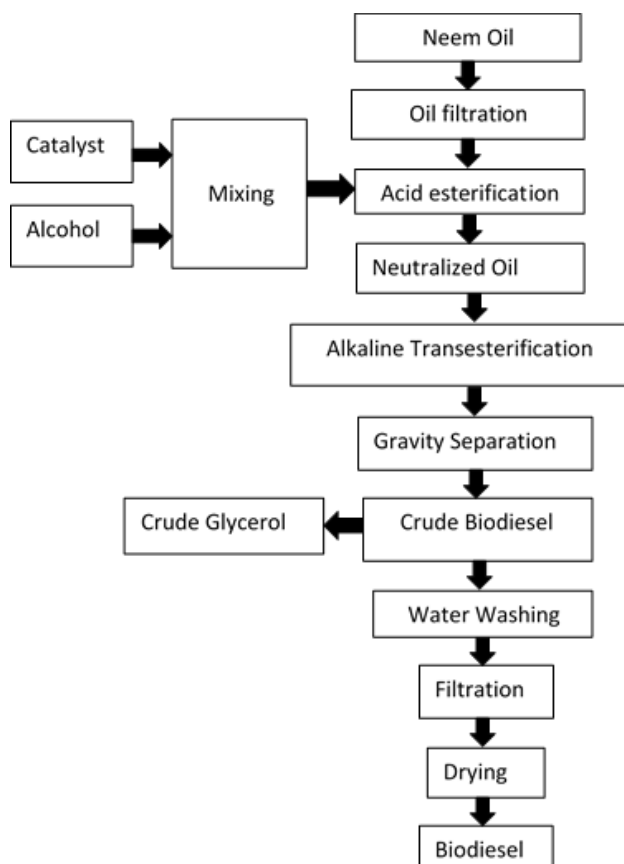 Neem Oil
Oil filtration
Catalyst
Mixing
Acid esterification
Alcohol
Neutralized Oil
Alkaline Transesterification
Gravity Separation
Crude Glycerol
Crude Biodiesel
Water Washing
Filtration
Drying
Biodiesel